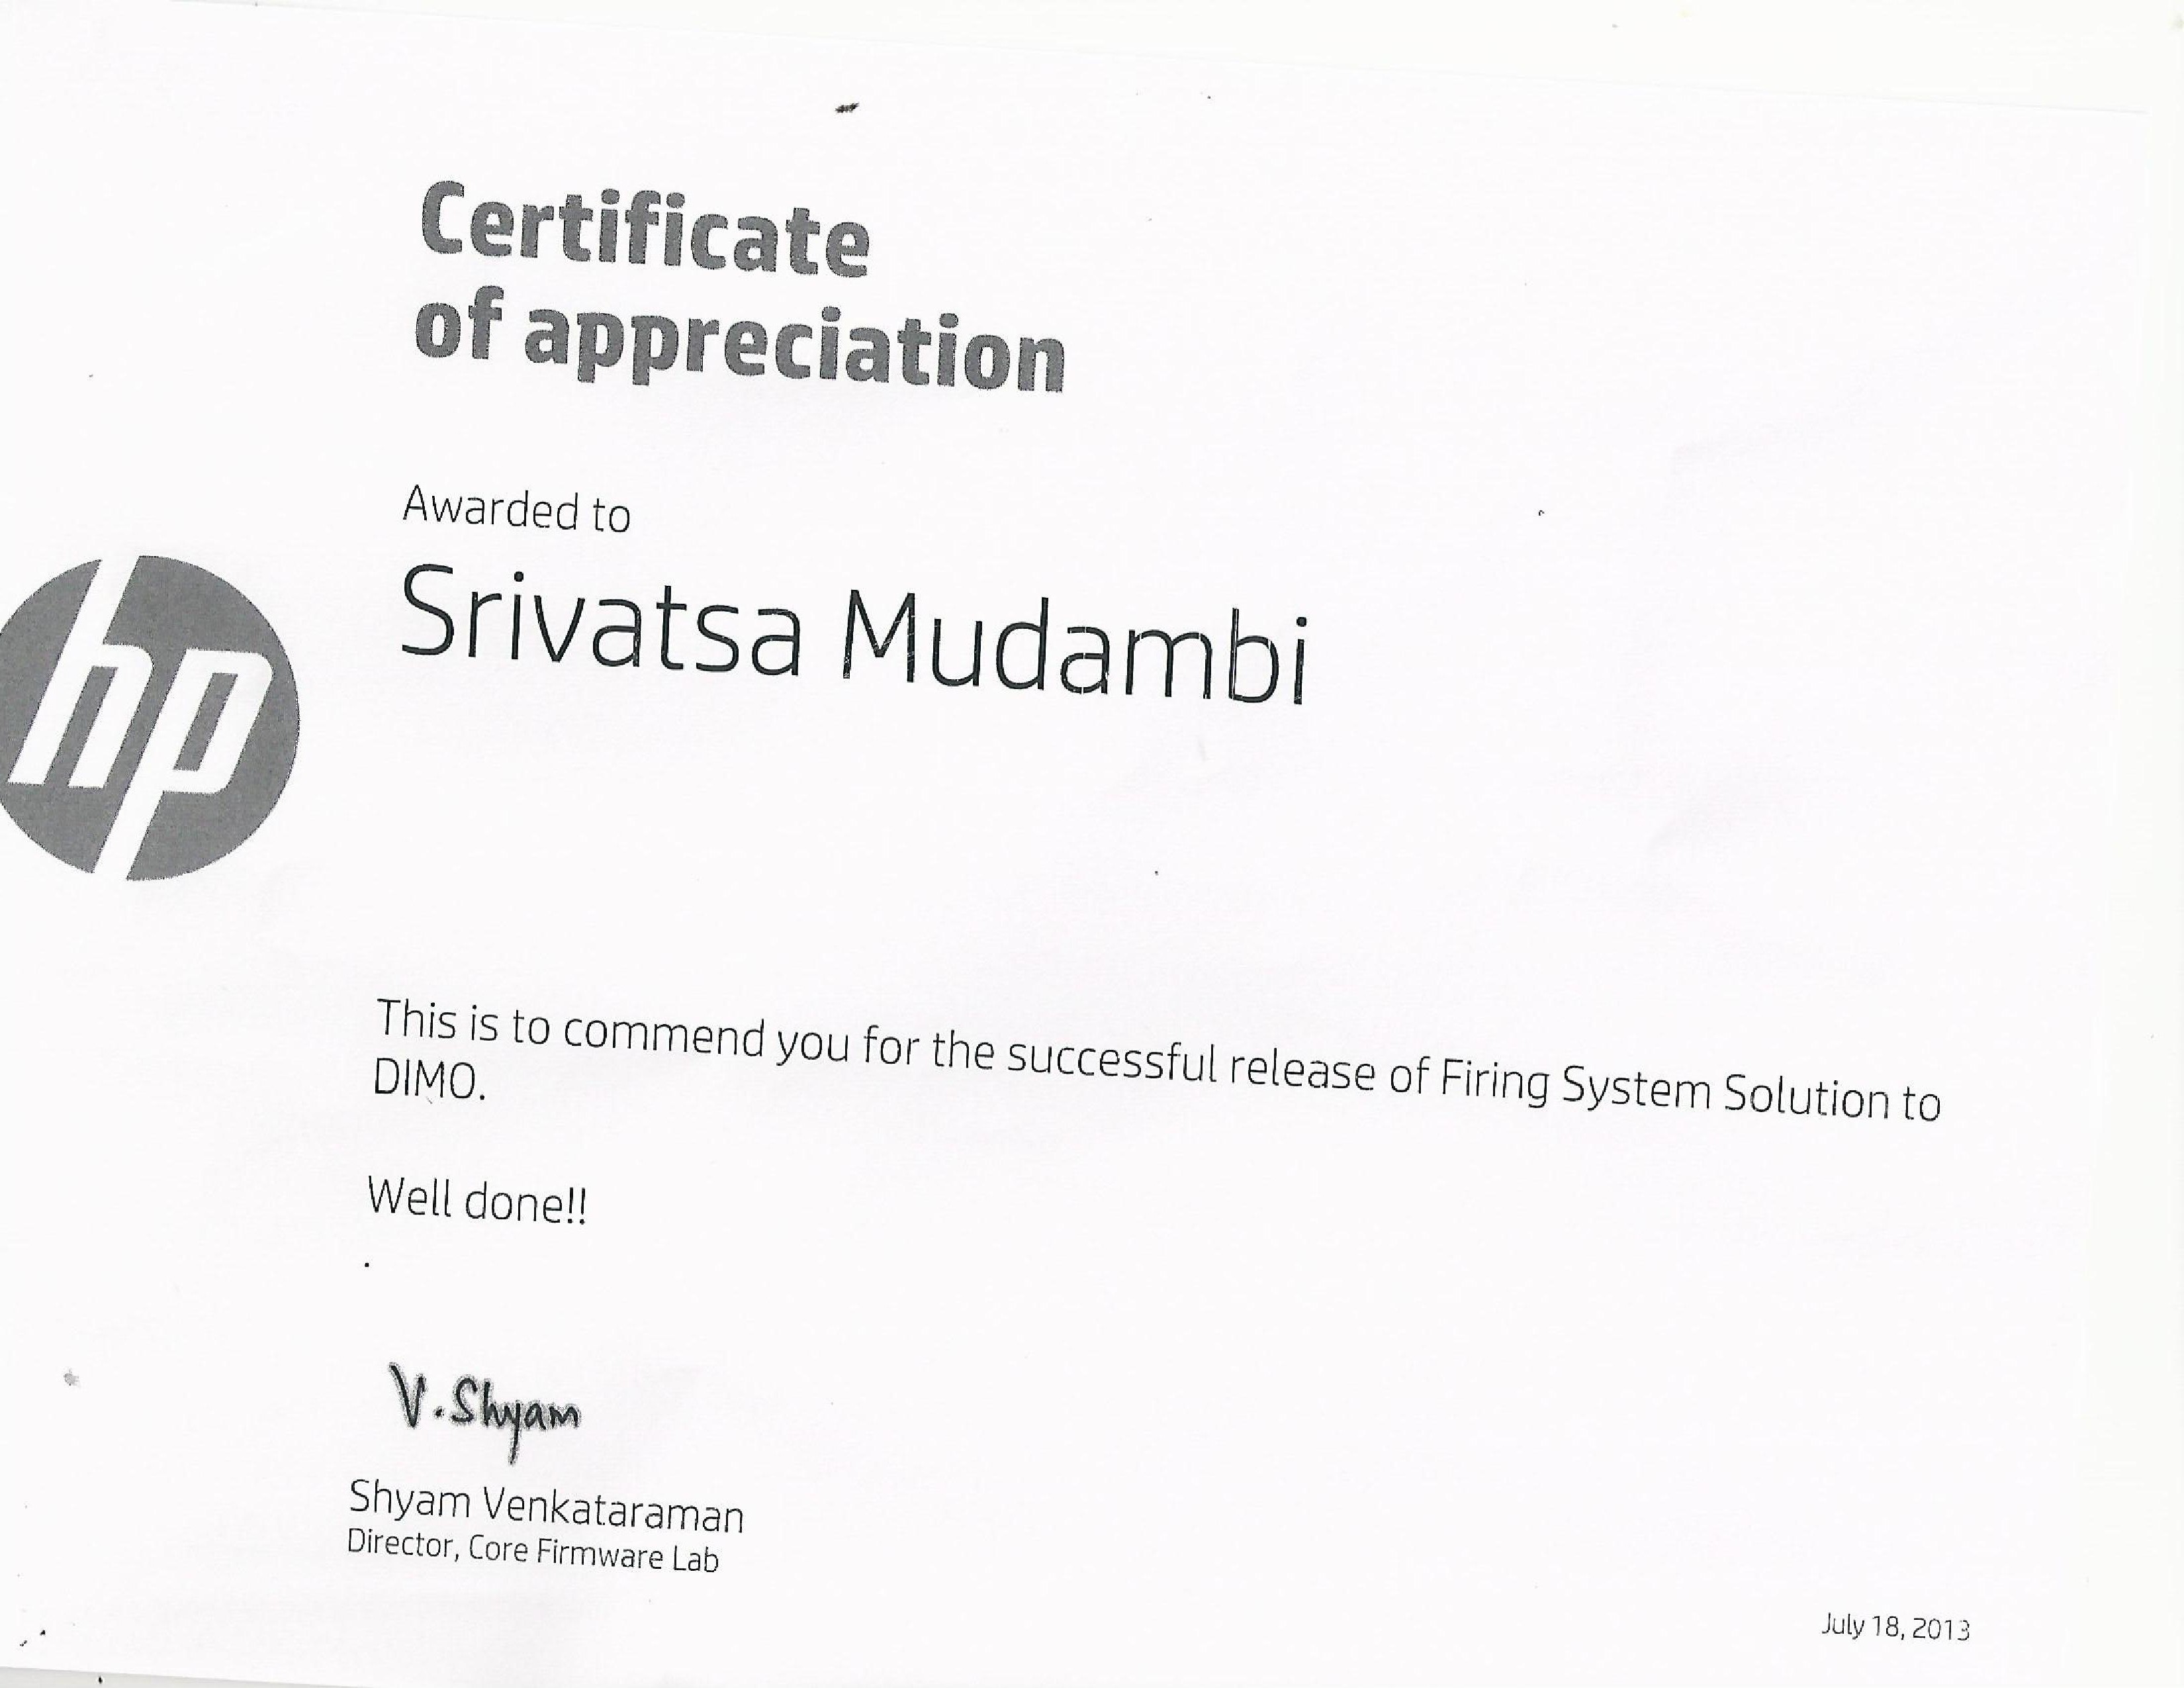 Certificate
of appreciation
Awarded to
Srivatsa Mudambi
hp
This is to commend you for the successful release of Firing System Solution to
DIMO.
Well done!!
.
V.Shyam
Shyam Venkataraman
Director, Core Firmware Lab
July 18, 2013